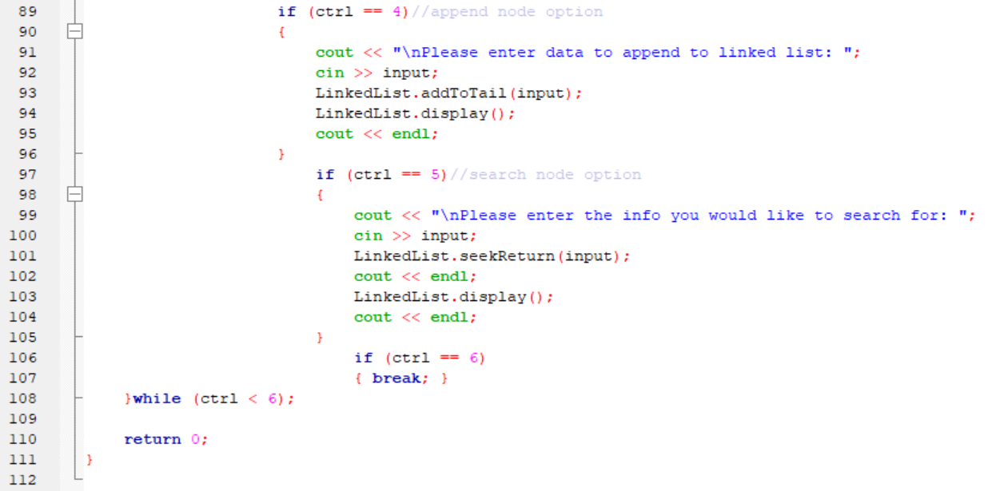 89 if (ctrl == 4)//append node option
90 {
91 cout << "\nPlease enter data to append to linked list: ";
92 cin >> input;
93 LinkedList.addToTail(input);
94 LinkedList.display();
95 cout << endl;
96 }
97 if (ctrl == 5)//search node option
98 {
99 cout << "\nPlease enter the info you would like to search for: ";
100 cin >> input;
101 LinkedList.seekReturn(input);
102 cout << endl;
103 LinkedList.display();
104 cout << endl;
105 }
106 if (ctrl == 6)
107 { break; }
108 }while (ctrl < 6);
109
110 return 0;
111 }
112